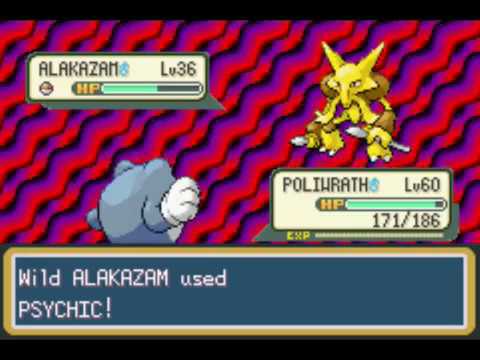 ALAKAZAM♂ Lv36
HP
POLIWRATH♂ Lv60
HP
171/186
EXP
Wild ALAKAZAM used
PSYCHIC!